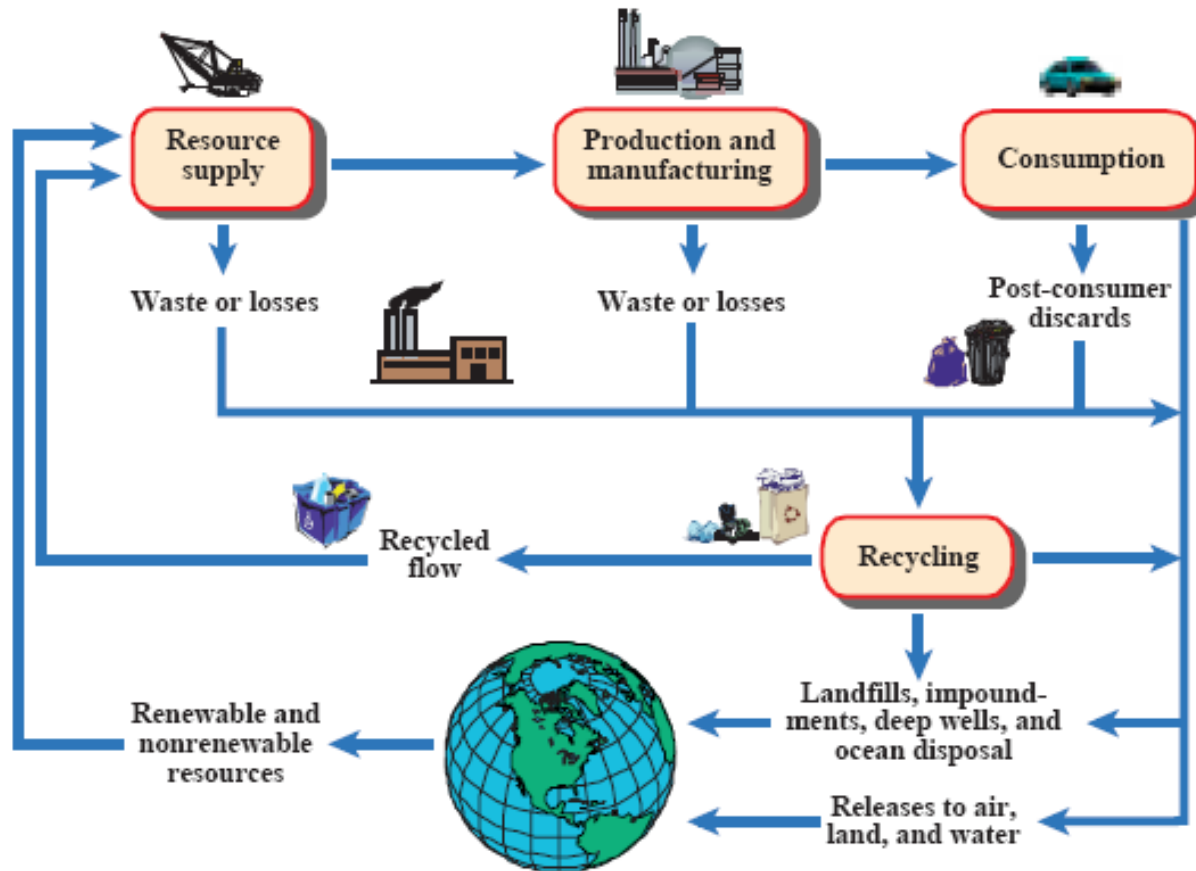 Resource
supply
Production and
manufacturing
Consumption
Waste or losses
Waste or losses
Post-consumer
discards
Recycled
flow
Recycling
Renewable and
nonrenewable
resources
Landfills, impound-
ments, deep wells, and
ocean disposal
Releases to air,
land, and water